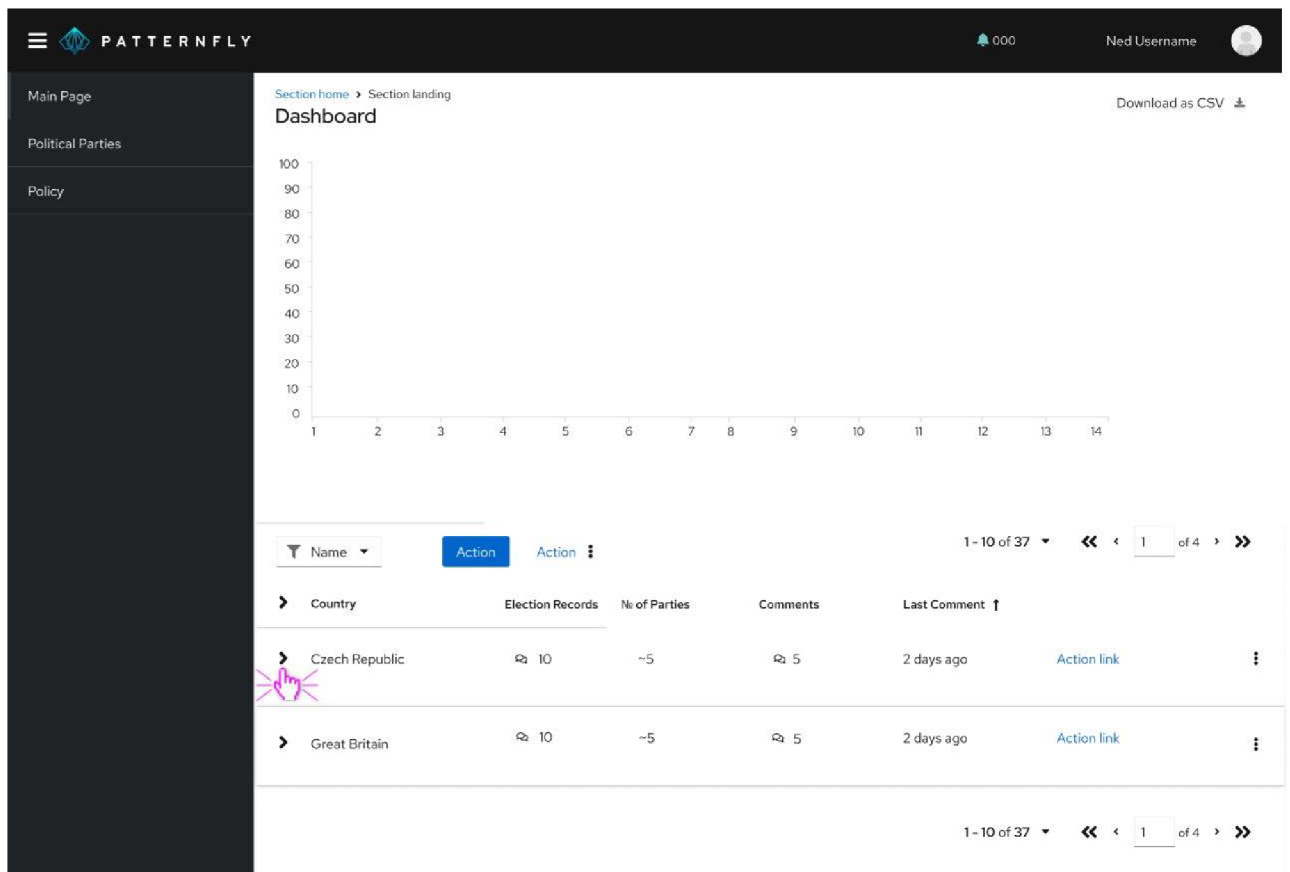 PATTERNFLY
000
Ned Username
Main Page
Political Parties
Policy
Section home > Section landing
Dashboard
Download as CSV
100
90
80
70
60
50
40
30
20
10
0
1 2 3 4 5 6 7 8 9 10 11 12 13 14
Name
Action
Action
1 - 10 of 37
1 of 4
Country Election Records № of Parties Comments Last Comment
Czech Republic 10 ~5 5 2 days ago Action link
Great Britain 10 ~5 5 2 days ago Action link
1 - 10 of 37
1 of 4